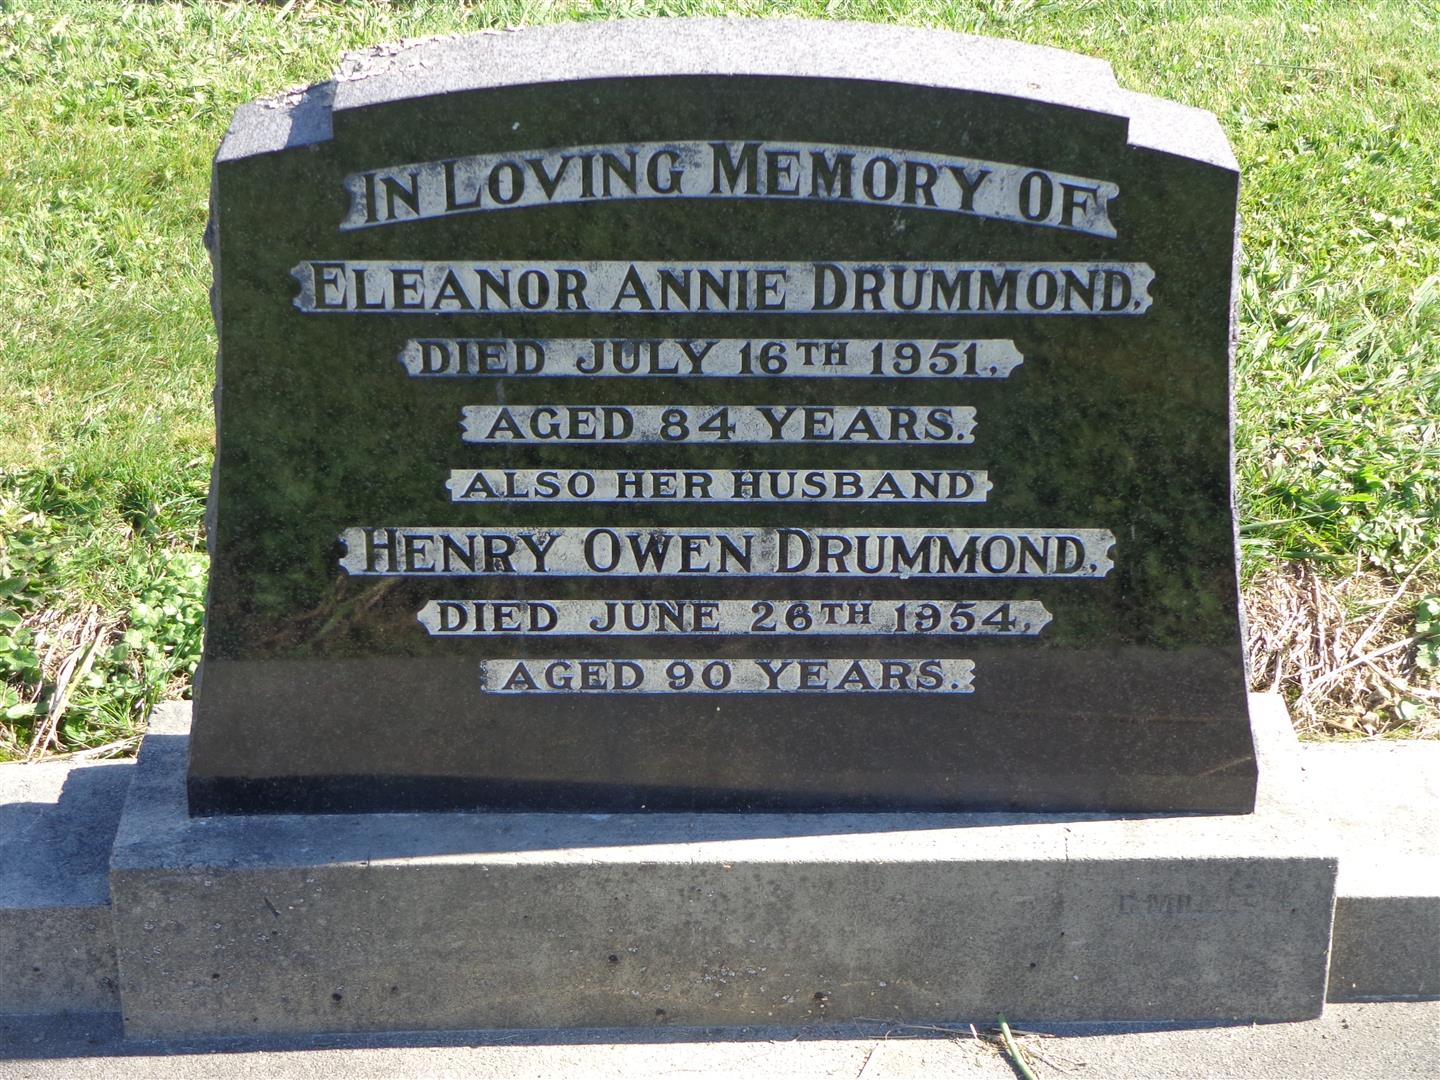 IN LOVING MEMORY OF
ELEANOR ANNIE DRUMMOND,
DIED JULY 16TH 1951,
AGED 84 YEARS.
ALSO HER HUSBAND
HENRY OWEN DRUMMOND,
DIED JUNE 26TH 1954,
AGED 90 YEARS.